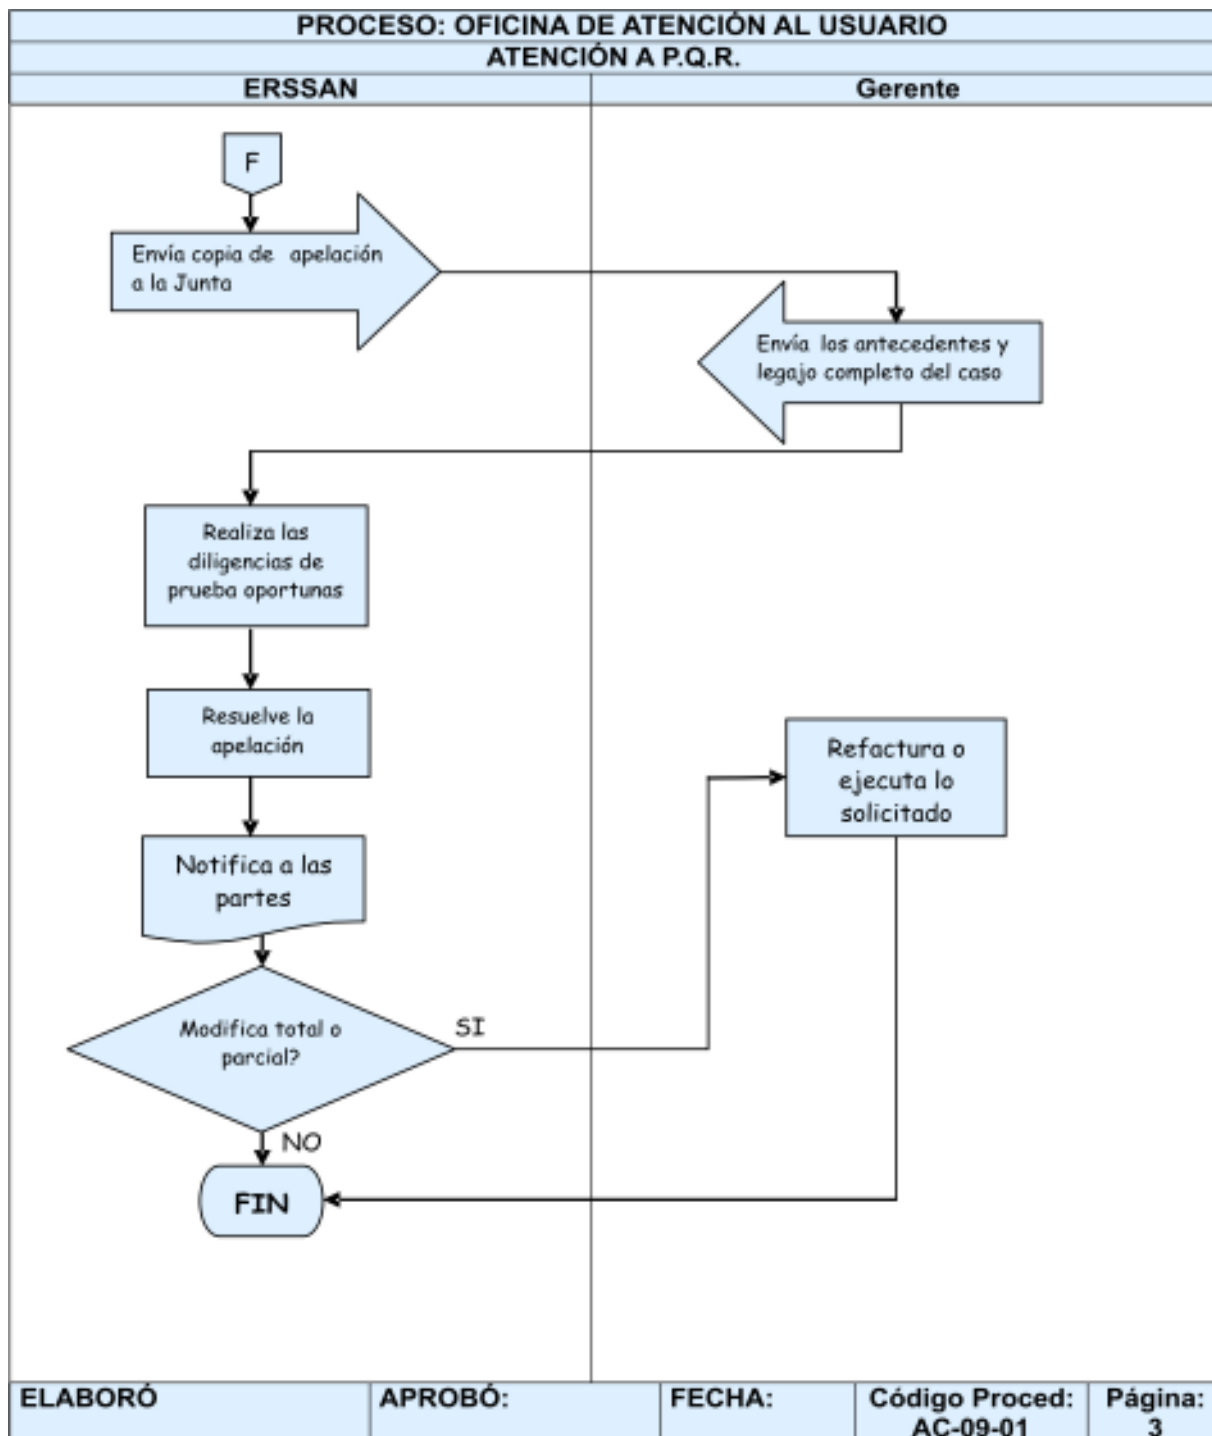 PROCESO: OFICINA DE ATENCIÓN AL USUARIO
ATENCIÓN A P.Q.R.
ERSSAN
Gerente
F
Envía copia de apelación
a la Junta
Envía los antecedentes y
legajo completo del caso
Realiza las
diligencias de
prueba oportunas
Resuelve la
apelación
Refactura o
ejecuta lo
solicitado
Notifica a las
partes
Modifica total o
parcial?
SI
NO
FIN
ELABORÓ
APROBÓ:
FECHA:
Código Proced:
AC-09-01
Página:
3